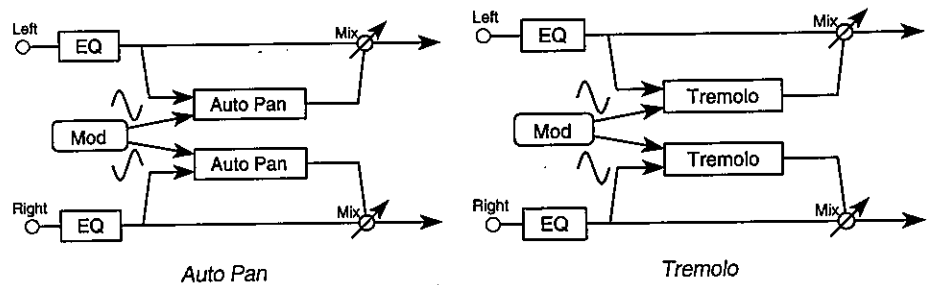 Left
EQ
Mix
Auto Pan
Mod
Auto Pan
Right
EQ
Mix
Auto Pan
Left
EQ
Mix
Tremolo
Mod
Tremolo
Right
EQ
Mix
Tremolo